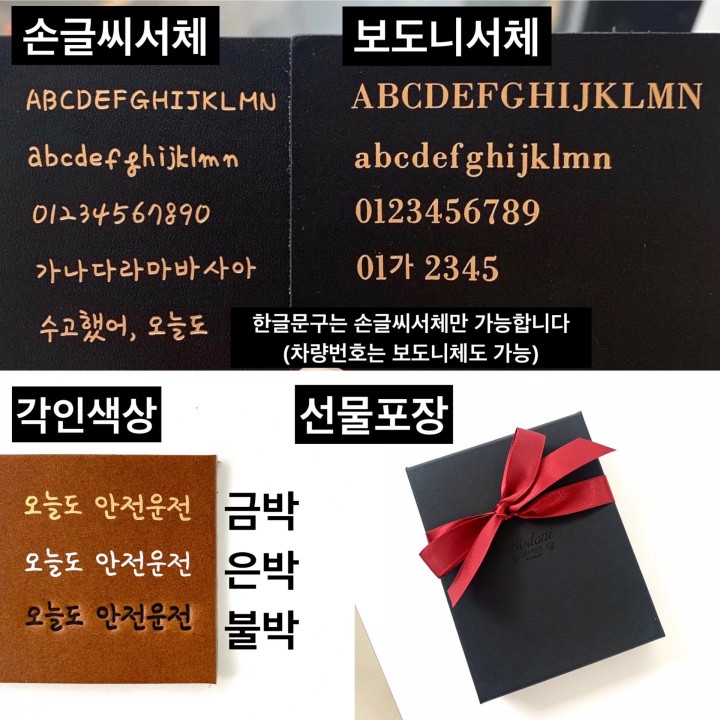 손글씨서체
ABCDEFGHIJKLMN
abcdefghijklmn
01234567890
가나다라마바사아
수고했어, 오늘도
보도니서체
ABCDEFGHIJKLMN
abcdefghijklmn
0123456789
01가 2345
한글문구는 손글씨서체만 가능합니다
(차량번호는 보도니체도 가능)
각인색상
오늘도 안전운전 금박
오늘도 안전운전 은박
오늘도 안전운전 불박
선물포장
Bodoni